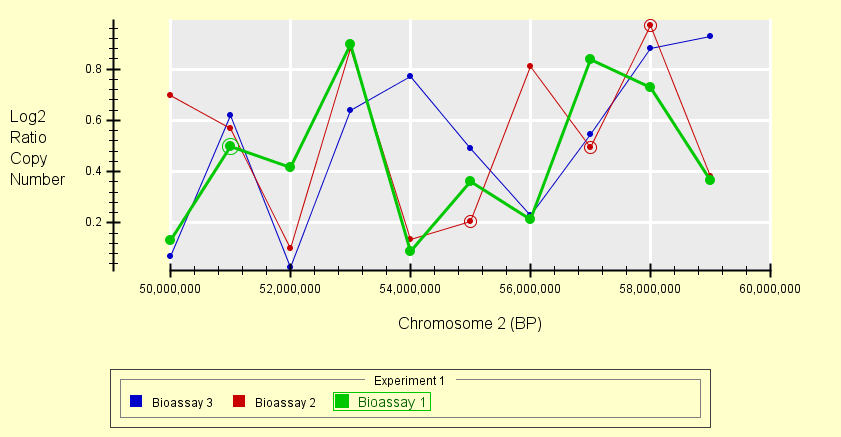 Log2
Ratio
Copy
Number
0.8
0.6
0.4
0.2
50,000,000 52,000,000 54,000,000 56,000,000 58,000,000 60,000,000
Chromosome 2 (BP)
Experiment 1
Bioassay 3 Bioassay 2 Bioassay 1